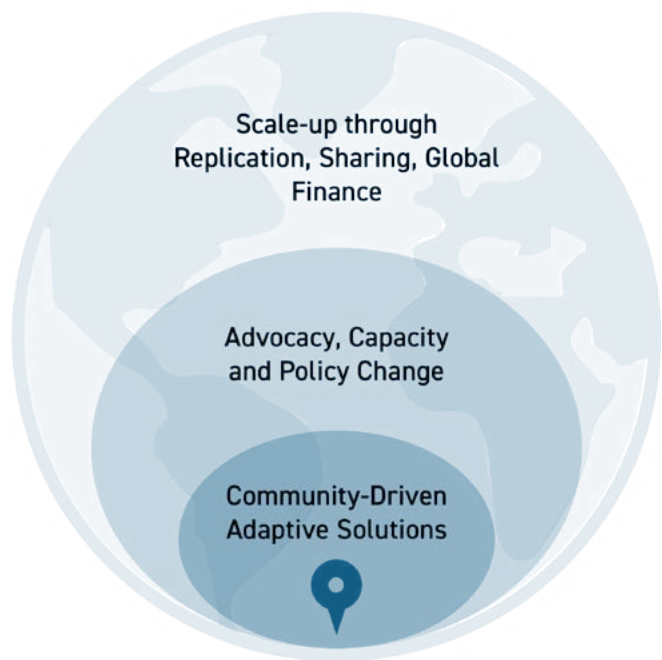 Scale-up through
Replication, Sharing, Global
Finance
Advocacy, Capacity
and Policy Change
Community-Driven
Adaptive Solutions